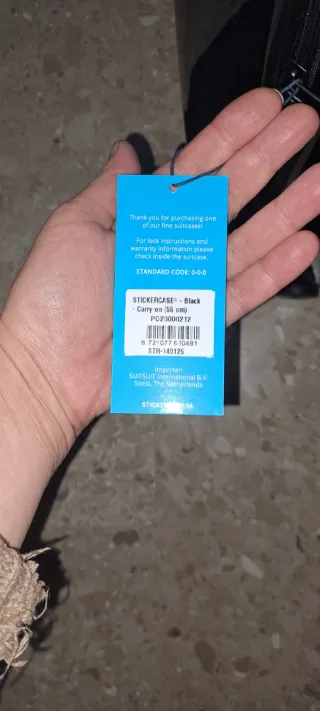 Thank you for purchasing one
of our fine suitcases!
For lock instructions and
warranty information please
check inside the suitcase.
STANDARD CODE: 0-0-0
STICKERCASE® - Black
- Carry-on (55 cm)
PO20000212
8 721077 610481
STR-140125
Importer:
SUITSUIT International B.V.
Soest, The Netherlands